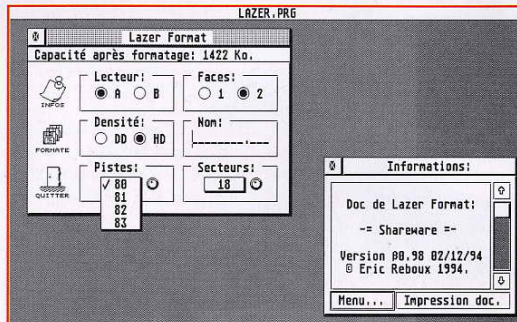 LAZER.PRG
Lazer Format
Capacité après formatage: 1422 Ko.
Lecteur:
A B
Faces:
1 2
INFOS
Densité:
DD HD
Nom:
FORMATE
Pistes:
80
81
82
83
Secteurs:
18
QUITTER
Informations:
Doc de Lazer Format:
-= Shareware =-
Version β0.98 02/12/94
© Eric Reboux 1994.
Menu... Impression doc.